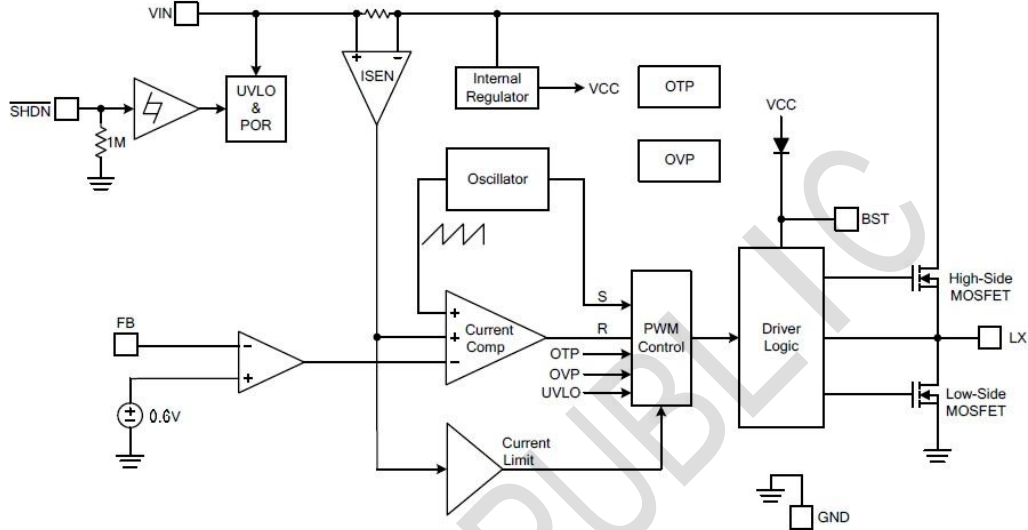 VIN
+ -
ISEN
SHDN
1M
UVLO
&
POR
Internal
Regulator
VCC
OTP
OVP
VCC
BST
Oscillator
FB
-
+
0.6V
+
+
-
Current
Comp
S
R
OTP
OVP
UVLO
PWM
Control
Driver
Logic
High-Side
MOSFET
LX
Low-Side
MOSFET
Current
Limit
GND
PUBLIC